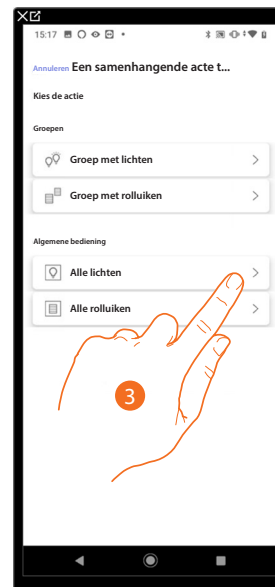 15:17
Annuleren Een samenhangende acte t...
Kies de actie
Groepen
Groep met lichten
Groep met rolluiken
Algemene bediening
Alle lichten
Alle rolluiken
3